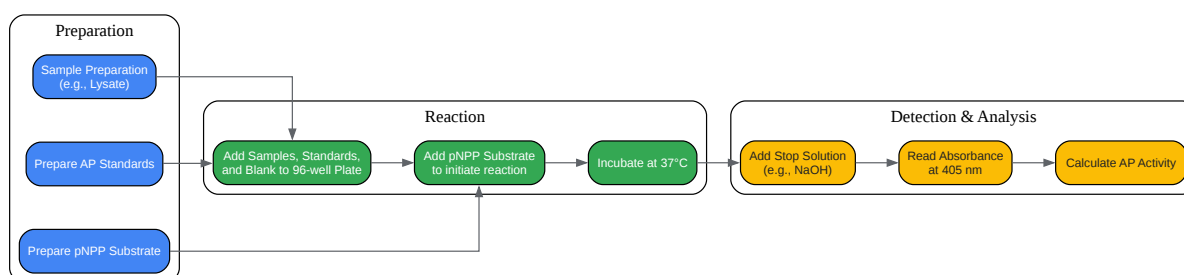 Preparation
Sample Preparation
(e.g., Lysate)
Prepare AP Standards
Prepare pNPP Substrate
Reaction
Add Samples, Standards,
and Blank to 96-well Plate
Add pNPP Substrate
to initiate reaction
Incubate at 37°C
Detection & Analysis
Add Stop Solution
(e.g., NaOH)
Read Absorbance
at 405 nm
Calculate AP Activity